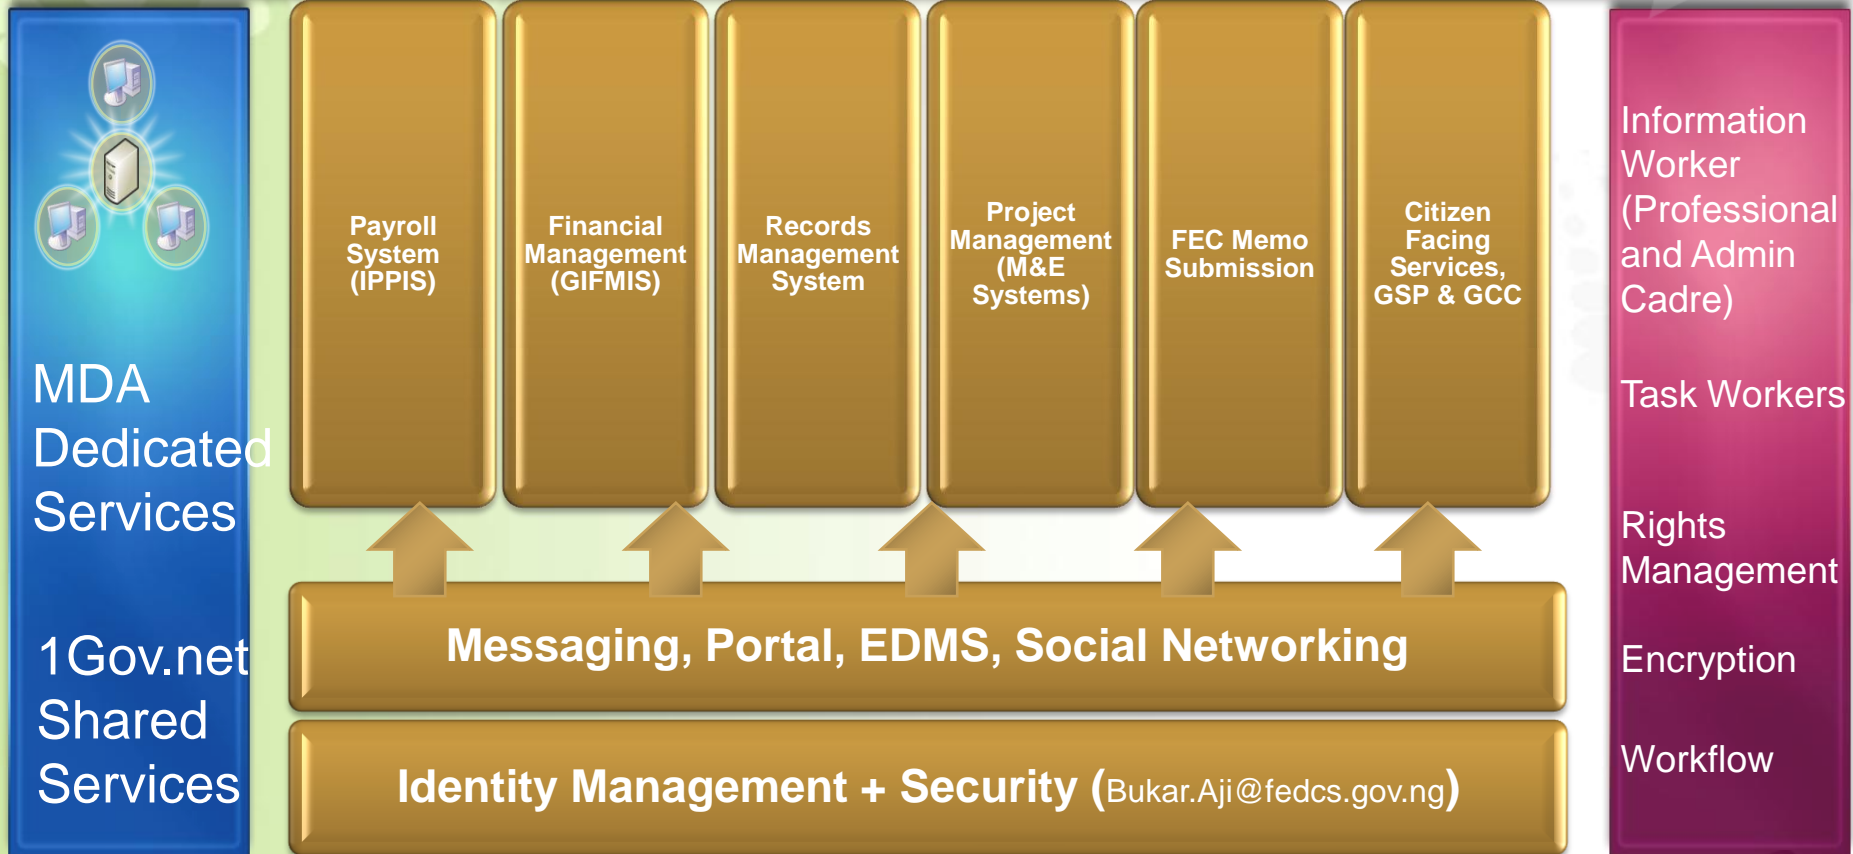 MDA
Dedicated
Services
1Gov.net
Shared
Services
Payroll
System
(IPPIS)
Financial
Management
(GIFMIS)
Records
Management
System
Project
Management
(M&E
Systems)
FEC Memo
Submission
Citizen
Facing
Services,
GSP & GCC
Messaging, Portal, EDMS, Social Networking
Identity Management + Security (Bukar.Aji@fedcs.gov.ng)
Information
Worker
(Professional
and Admin
Cadre)
Task Workers
Rights
Management
Encryption
Workflow